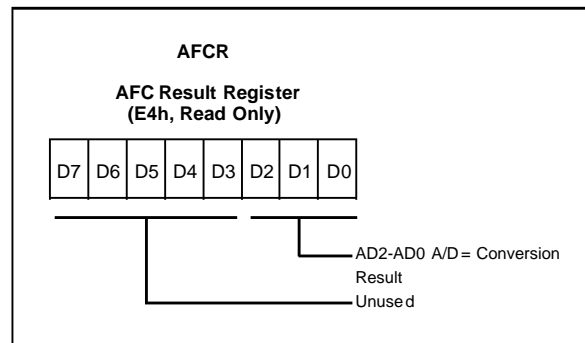 AFCR
AFC Result Register
(E4h, Read Only)
D7 D6 D5 D4 D3 D2 D1 D0
AD2-AD0 A/D = Conversion
Result
Unused